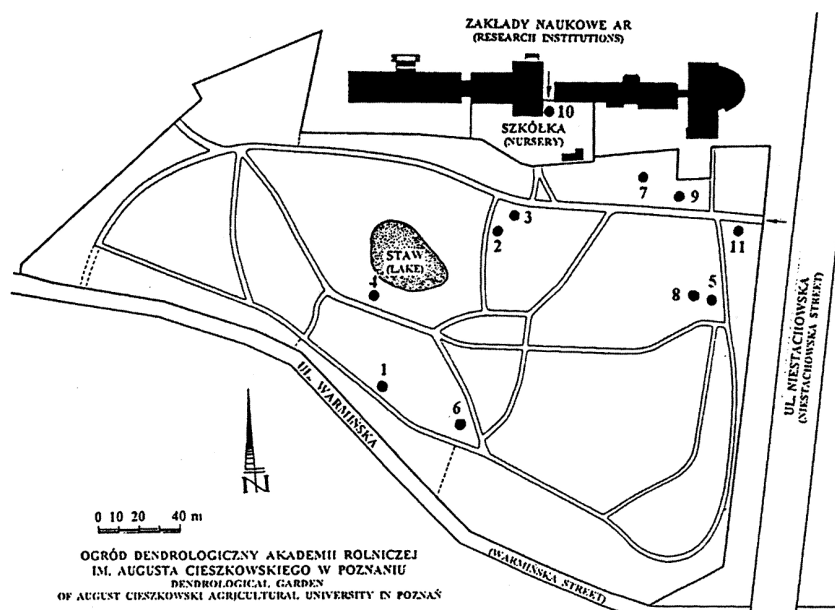 ZAKŁADY NAUKOWE AR
(RESEARCH INSTITUTIONS)
10
SZKÓŁKA
(NURSERY)
7
9
3
2
11
STAW
(LAKE)
4
8
5
1
6
UL. WARMIŃSKA
(WARMIŃSKA STREET)
UL. NIESTACHOWSKA
(NIESTACHOWSKA STREET)
N
0 10 20 40 m
OGRÓD DENDROLOGICZNY AKADEMII ROLNICZEJ
IM. AUGUSTA CIESZKOWSKIEGO W POZNANIU
DENDROLOGICAL GARDEN
OF AUGUST CIESZKOWSKI AGRICULTURAL UNIVERSITY IN POZNAŃ